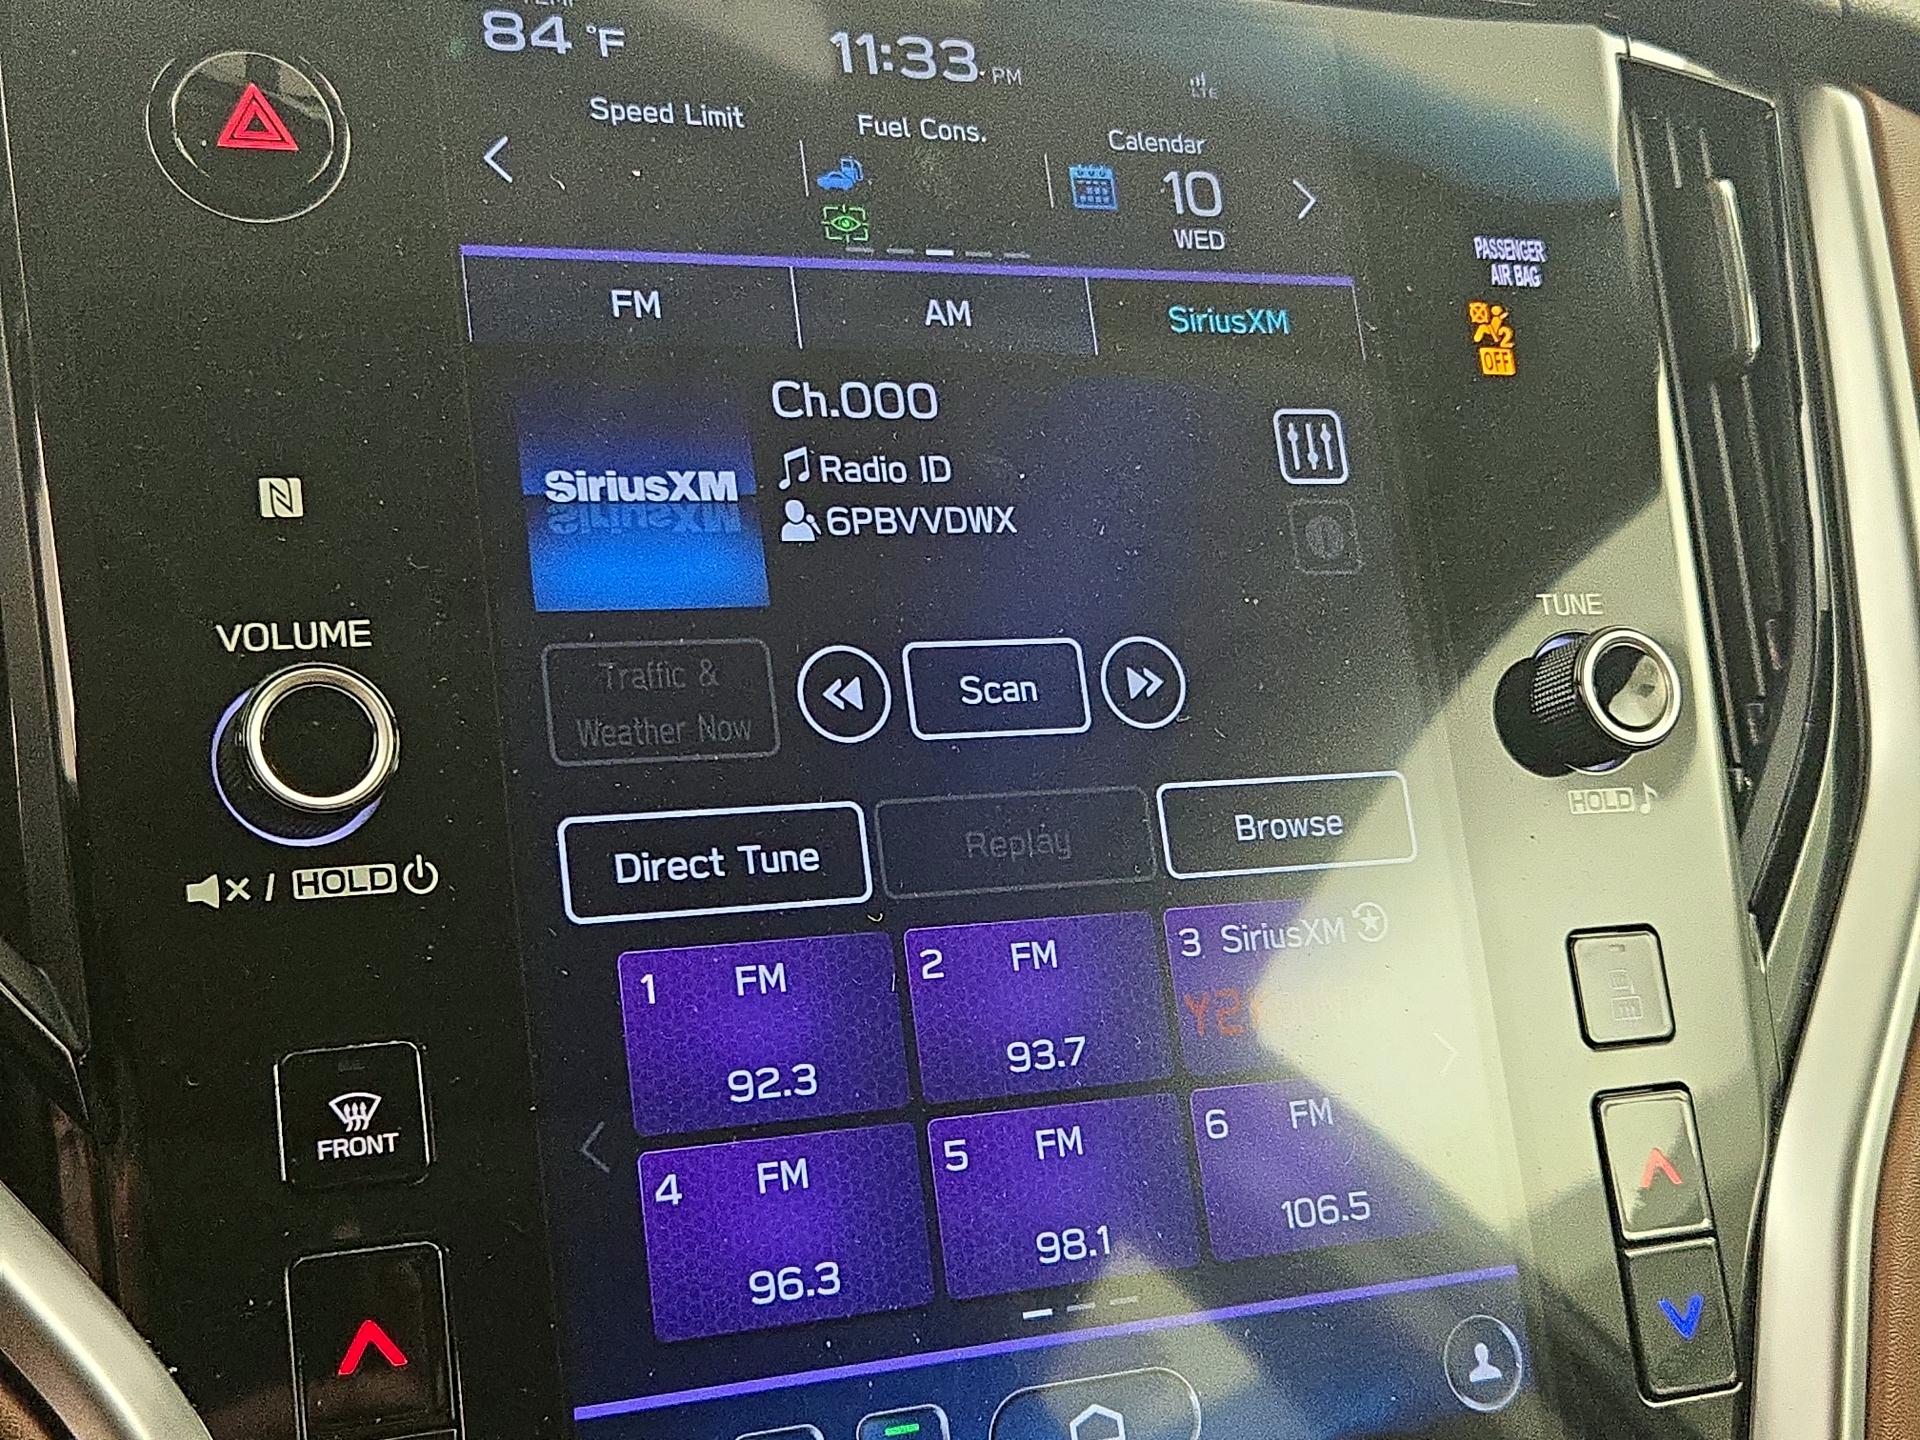 84 °F
11:33 PM
LTE
Speed Limit
Fuel Cons.
Calendar
10
WED
PASSENGER
AIR BAG
2
OFF
FM
AM
SiriusXM
Ch.000
Radio ID
6PBVVDWX
SiriusXM
VOLUME
TUNE
Traffic &
Weather Now
Scan
HOLD
/ HOLD
Direct Tune
Replay
Browse
1 FM
92.3
2 FM
93.7
3 SiriusXM
FRONT
4 FM
96.3
5 FM
98.1
6 FM
106.5